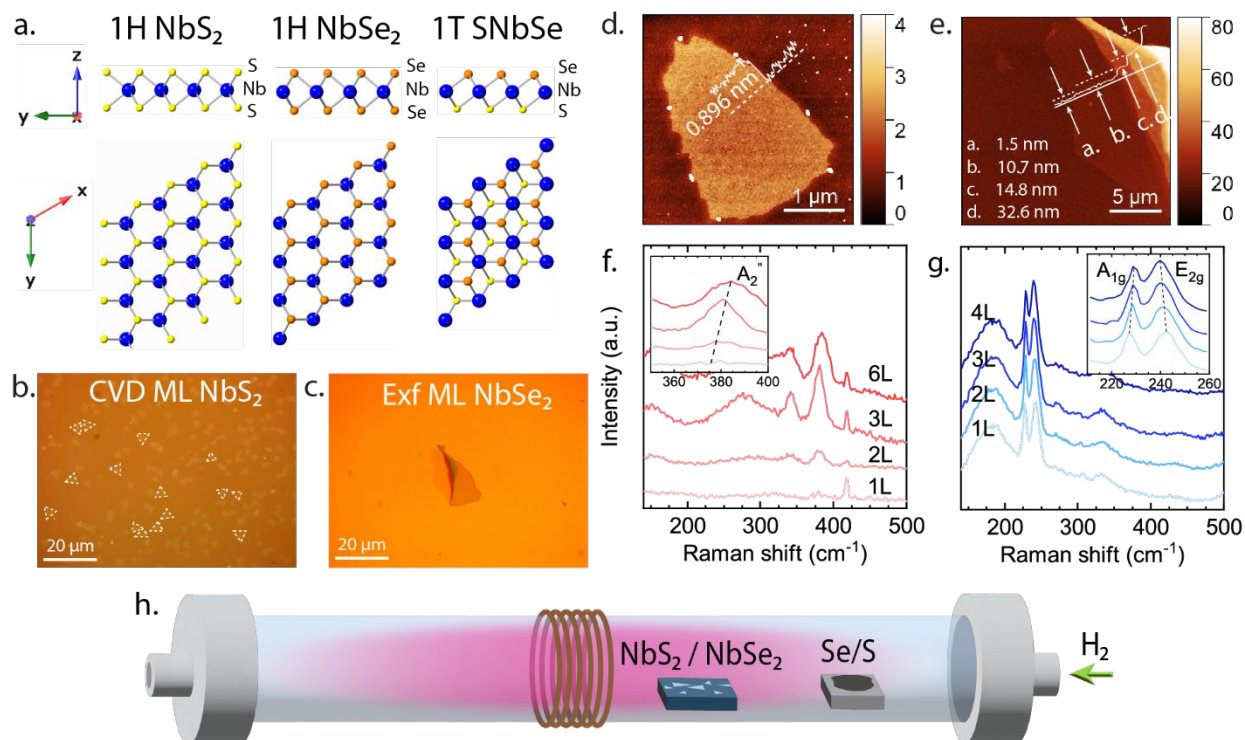 a.
1H NbS₂
1H NbSe₂
1T SNbSe
z
y
x
S
Nb
S
Se
Nb
Se
Se
Nb
S
x
z
y
b.
CVD ML NbS₂
20 µm
c.
Exf ML NbSe₂
20 µm
d.
0.896 nm
1 µm
4
3
2
1
0
e.
a. b. c. d.
a. 1.5 nm
b. 10.7 nm
c. 14.8 nm
d. 32.6 nm
5 µm
80
60
40
20
0
f.
A₂"
360 380 400
6L
3L
2L
1L
Intensity (a.u.)
200 300 400 500
Raman shift (cm⁻¹)
g.
A₁g E₂g
220 240 260
4L
3L
2L
1L
200 300 400 500
Raman shift (cm⁻¹)
h.
NbS₂ / NbSe₂
Se/S
H₂